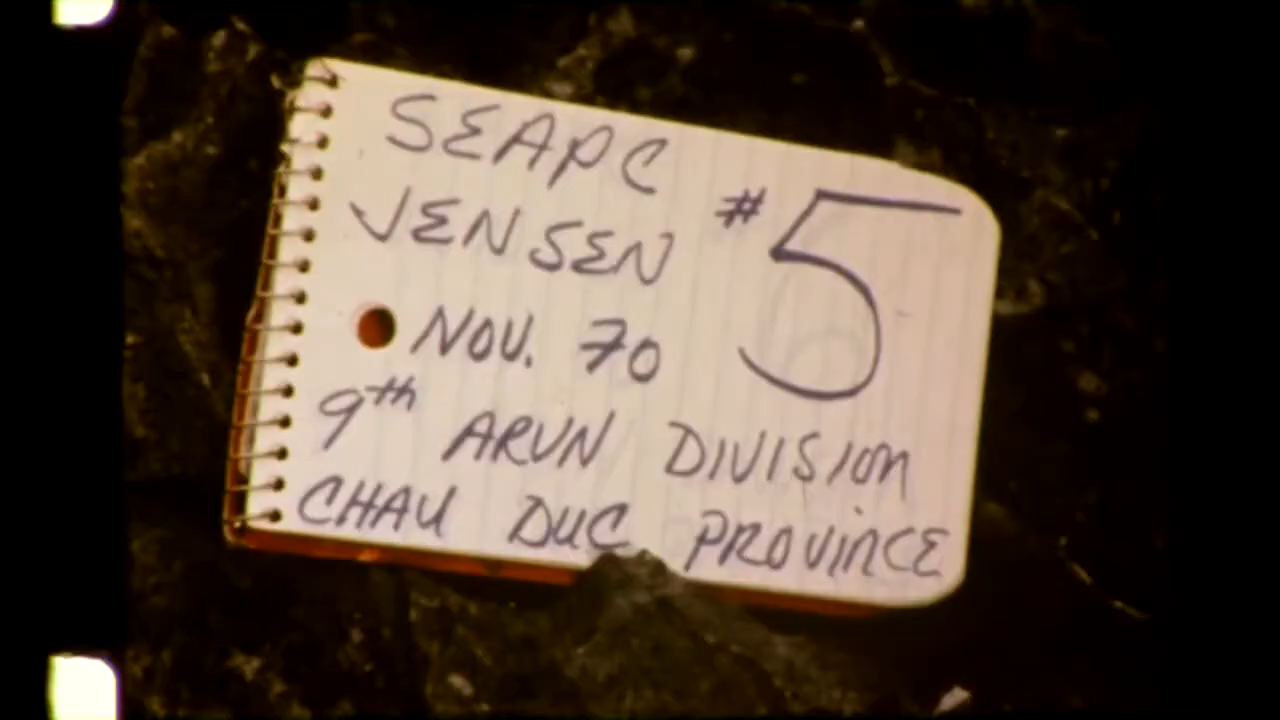 SEAPC
JENSEN
#5
NOV. 70
9th ARVN DIVISION
CHAU DUC PROVINCE